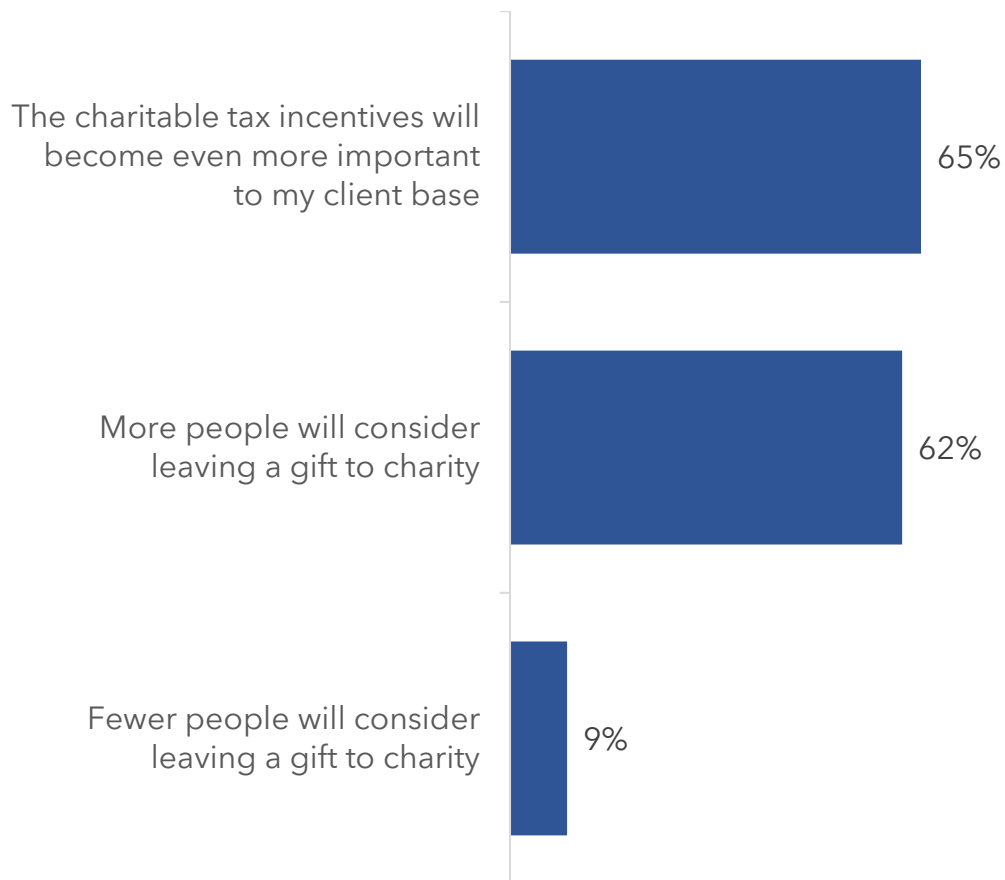 The charitable tax incentives will
become even more important
to my client base
65%
More people will consider
leaving a gift to charity
62%
Fewer people will consider
leaving a gift to charity
9%